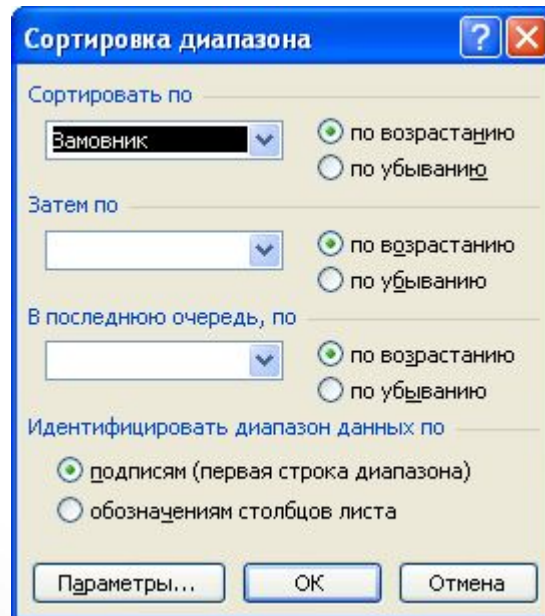 Сортировка диапазона
Сортировать по
Замовник
по возрастанию
по убыванию
Затем по
по возрастанию
по убыванию
В последнюю очередь, по
по возрастанию
по убыванию
Идентифицировать диапазон данных по
подписям (первая строка диапазона)
обозначениям столбцов листа
Параметры... ОК Отмена